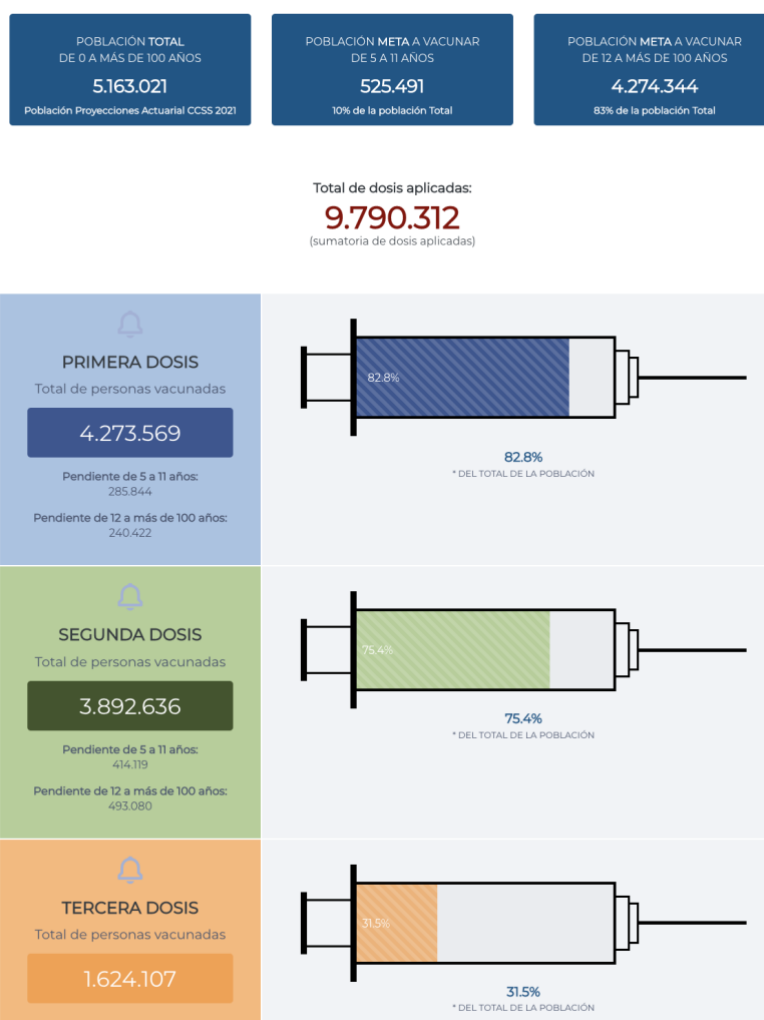 POBLACIÓN TOTAL
DE 0 A MÁS DE 100 AÑOS
5.163.021
Población Proyecciones Actuarial CCSS 2021
POBLACIÓN META A VACUNAR
DE 5 A 11 AÑOS
525.491
10% de la población Total
POBLACIÓN META A VACUNAR
DE 12 A MÁS DE 100 AÑOS
4.274.344
83% de la población Total
Total de dosis aplicadas:
9.790.312
(sumatoria de dosis aplicadas)
PRIMERA DOSIS
Total de personas vacunadas
4.273.569
Pendiente de 5 a 11 años:
285.844
Pendiente de 12 a más de 100 años:
240.422
82.8%
82.8%
* DEL TOTAL DE LA POBLACIÓN
SEGUNDA DOSIS
Total de personas vacunadas
3.892.636
Pendiente de 5 a 11 años:
414.119
Pendiente de 12 a más de 100 años:
493.080
75.4%
75.4%
* DEL TOTAL DE LA POBLACIÓN
TERCERA DOSIS
Total de personas vacunadas
1.624.107
31.5%
31.5%
* DEL TOTAL DE LA POBLACIÓN